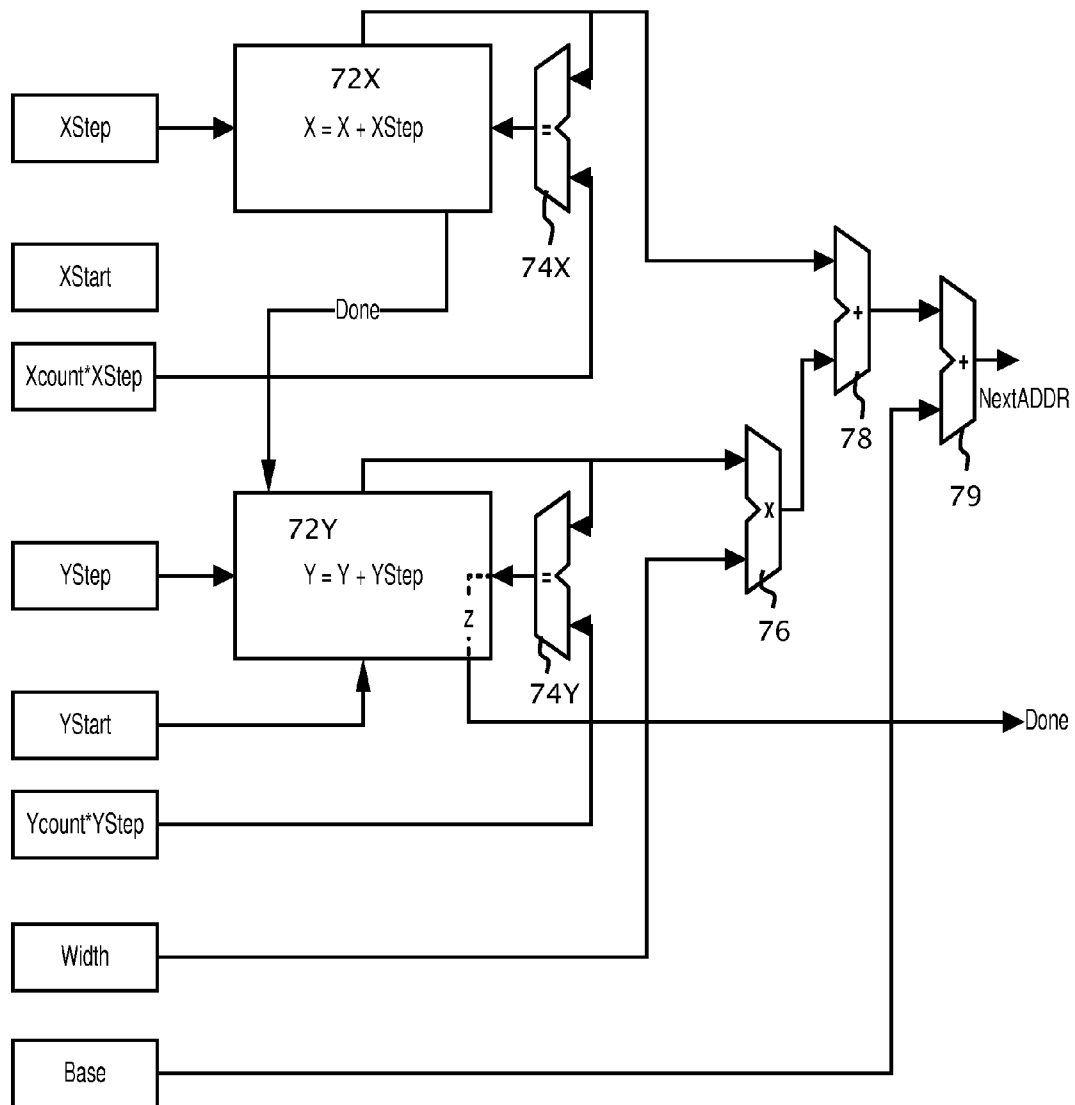 72X
XStep
X = X + XStep
=
74X
XStart
Done
Xcount*XStep
+
78
+
NextADDR
79
72Y
YStep
Y = Y + YStep
=
z
x
76
74Y
YStart
Done
Ycount*YStep
Width
Base